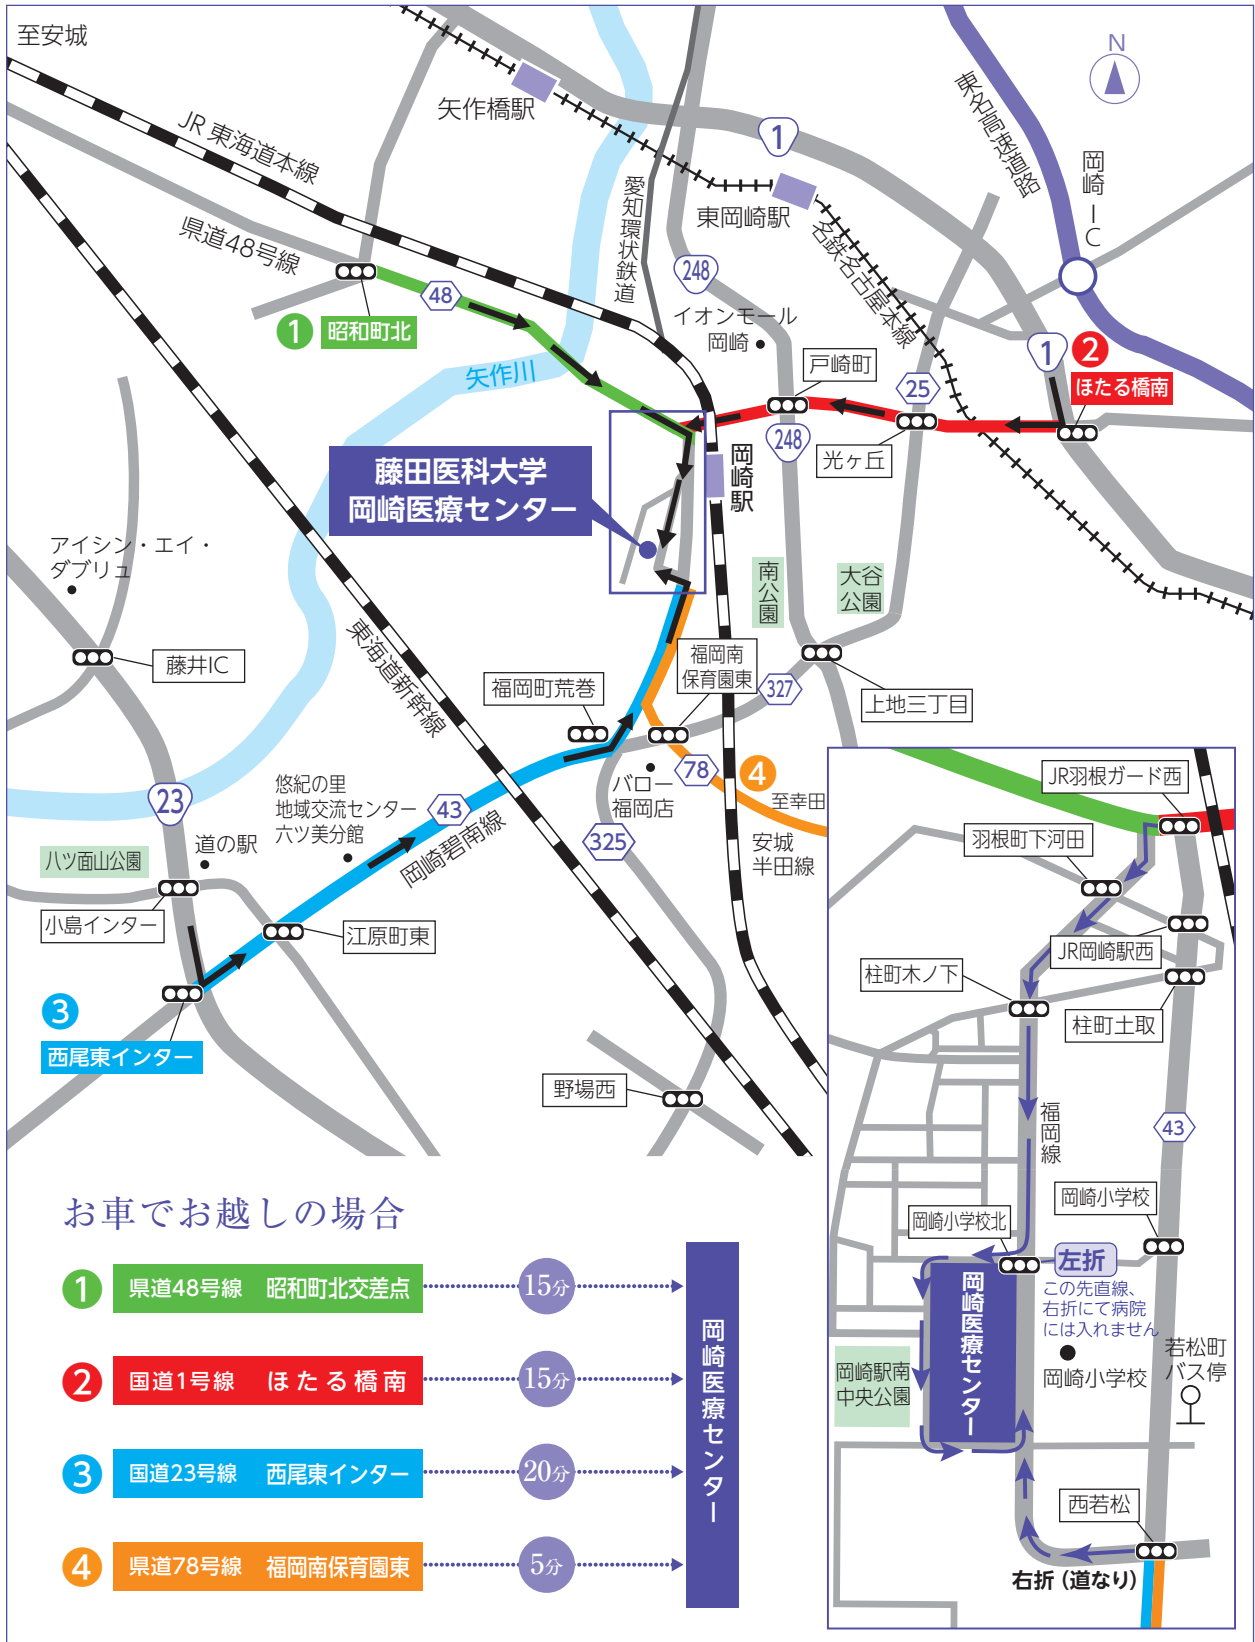 至安城
N
矢作橋駅
JR 東海道本線
1
東名高速道路
岡崎IC
愛知環状鉄道
東岡崎駅
名鉄名古屋本線
県道48号線
248
48
イオンモール
岡崎
1 昭和町北
1
2
ほたる橋南
矢作川
戸崎町
25
248
光ヶ丘
岡崎駅
藤田医科大学
岡崎医療センター
アイシン・エイ・
ダブリュ
南公園
大谷
公園
藤井IC
東海道新幹線
福岡町荒巻
福岡南
保育園東
327
上地三丁目
78
4
バロー
福岡店
至幸田
安城
半田線
23
悠紀の里
地域交流センター
六ツ美分館
43
岡崎碧南線
325
道の駅
八ツ面山公園
小島インター
江原町東
3
西尾東インター
野場西
JR羽根ガード西
羽根町下河田
JR岡崎駅西
柱町木ノ下
柱町土取
福岡線
43
岡崎小学校
岡崎小学校北
左折
この先直線、
右折にて病院
には入れません
岡崎医療センター
岡崎小学校
若松町
バス停
岡崎駅南
中央公園
西若松
右折（道なり）
お車でお越しの場合
1 県道48号線 昭和町北交差点 15分
2 国道1号線 ほたる橋南 15分
3 国道23号線 西尾東インター 20分
4 県道78号線 福岡南保育園東 5分
岡崎医療センター